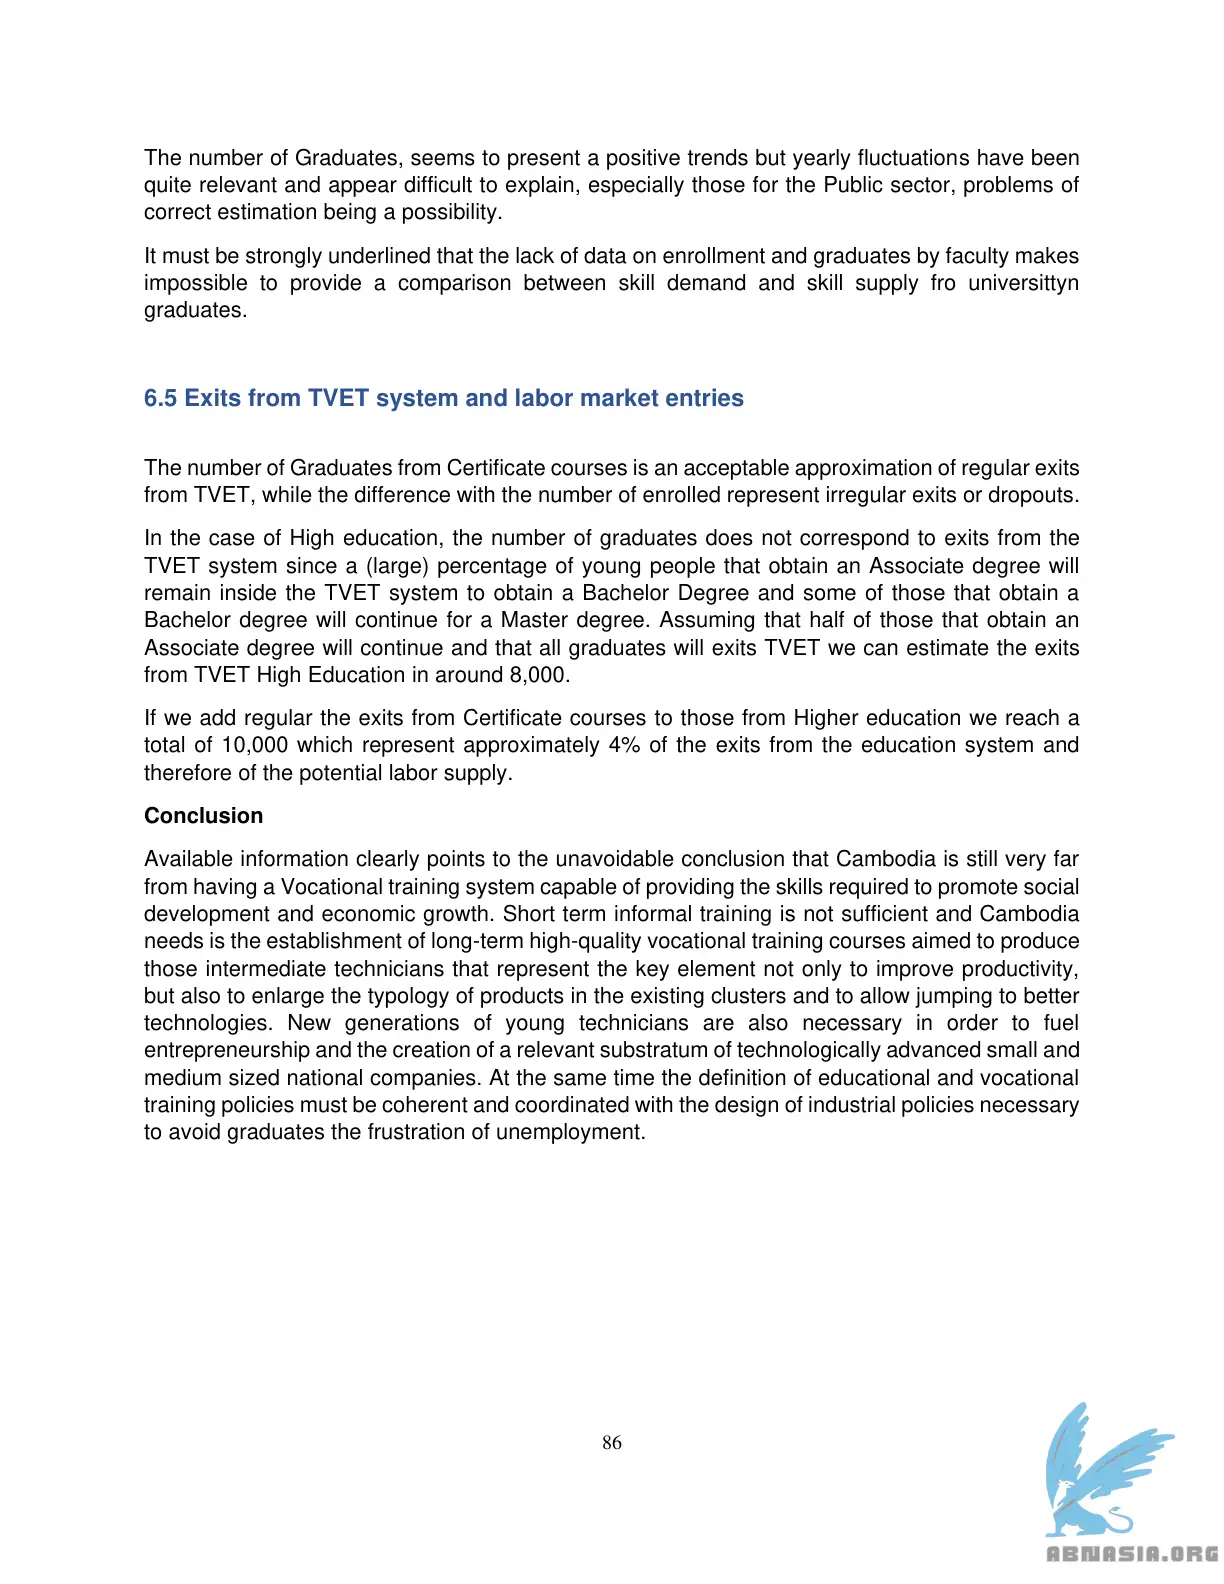 The number of Graduates, seems to present a positive trends but yearly fluctuations have been
quite relevant and appear difficult to explain, especially those for the Public sector, problems of
correct estimation being a possibility.
It must be strongly underlined that the lack of data on enrollment and graduates by faculty makes
impossible to provide a comparison between skill demand and skill supply fro universittyn
graduates.
6.5 Exits from TVET system and labor market entries
The number of Graduates from Certificate courses is an acceptable approximation of regular exits
from TVET, while the difference with the number of enrolled represent irregular exits or dropouts.
In the case of High education, the number of graduates does not correspond to exits from the
TVET system since a (large) percentage of young people that obtain an Associate degree will
remain inside the TVET system to obtain a Bachelor Degree and some of those that obtain a
Bachelor degree will continue for a Master degree. Assuming that half of those that obtain an
Associate degree will continue and that all graduates will exits TVET we can estimate the exits
from TVET High Education in around 8,000.
If we add regular the exits from Certificate courses to those from Higher education we reach a
total of 10,000 which represent approximately 4% of the exits from the education system and
therefore of the potential labor supply.
Conclusion
Available information clearly points to the unavoidable conclusion that Cambodia is still very far
from having a Vocational training system capable of providing the skills required to promote social
development and economic growth. Short term informal training is not sufficient and Cambodia
needs is the establishment of long-term high-quality vocational training courses aimed to produce
those intermediate technicians that represent the key element not only to improve productivity,
but also to enlarge the typology of products in the existing clusters and to allow jumping to better
technologies. New generations of young technicians are also necessary in order to fuel
entrepreneurship and the creation of a relevant substratum of technologically advanced small and
medium sized national companies. At the same time the definition of educational and vocational
training policies must be coherent and coordinated with the design of industrial policies necessary
to avoid graduates the frustration of unemployment.
86
ABNASIA.ORG